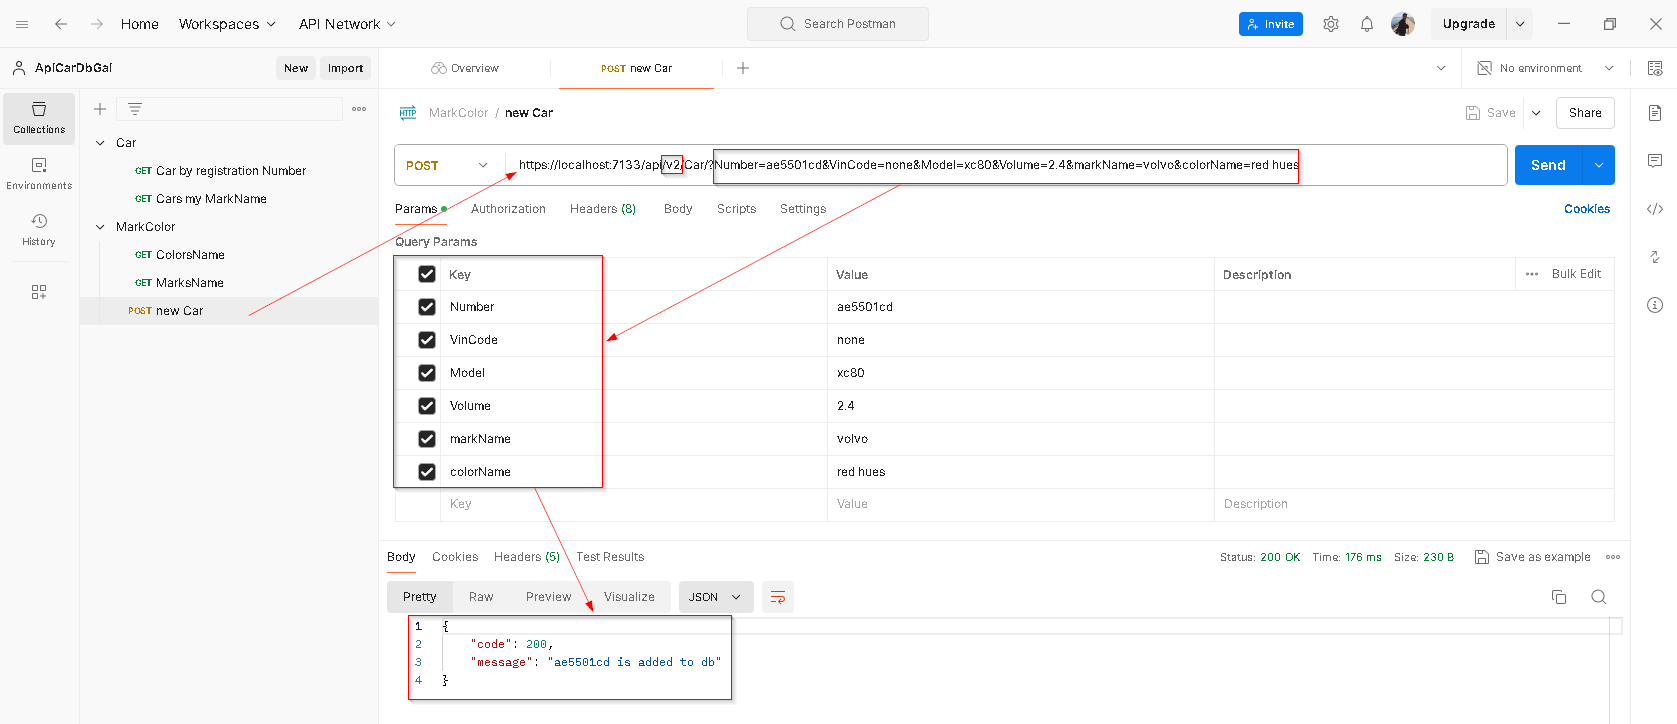 Home Workspaces API Network Search Postman Invite Upgrade
ApiCarDbGai New Import Overview POST new Car No environment
Collections
Environments
History
Car
GET Car by registration Number
GET Cars my MarkName
MarkColor
GET ColorsName
GET MarksName
POST new Car
HTTP MarkColor / new Car Save Share
POST https://localhost:7133/api/v2/Car/?Number=ae5501cd&VinCode=none&Model=xc80&Volume=2.4&markName=volvo&colorName=red hues Send
Params Authorization Headers (8) Body Scripts Settings Cookies
Query Params
Key Value Description Bulk Edit
Number ae5501cd
VinCode none
Model xc80
Volume 2.4
markName volvo
colorName red hues
Key Value Description
Body Cookies Headers (5) Test Results Status: 200 OK Time: 176 ms Size: 230 B Save as example
Pretty Raw Preview Visualize JSON
1 {
2 "code": 200,
3 "message": "ae5501cd is added to db"
4 }